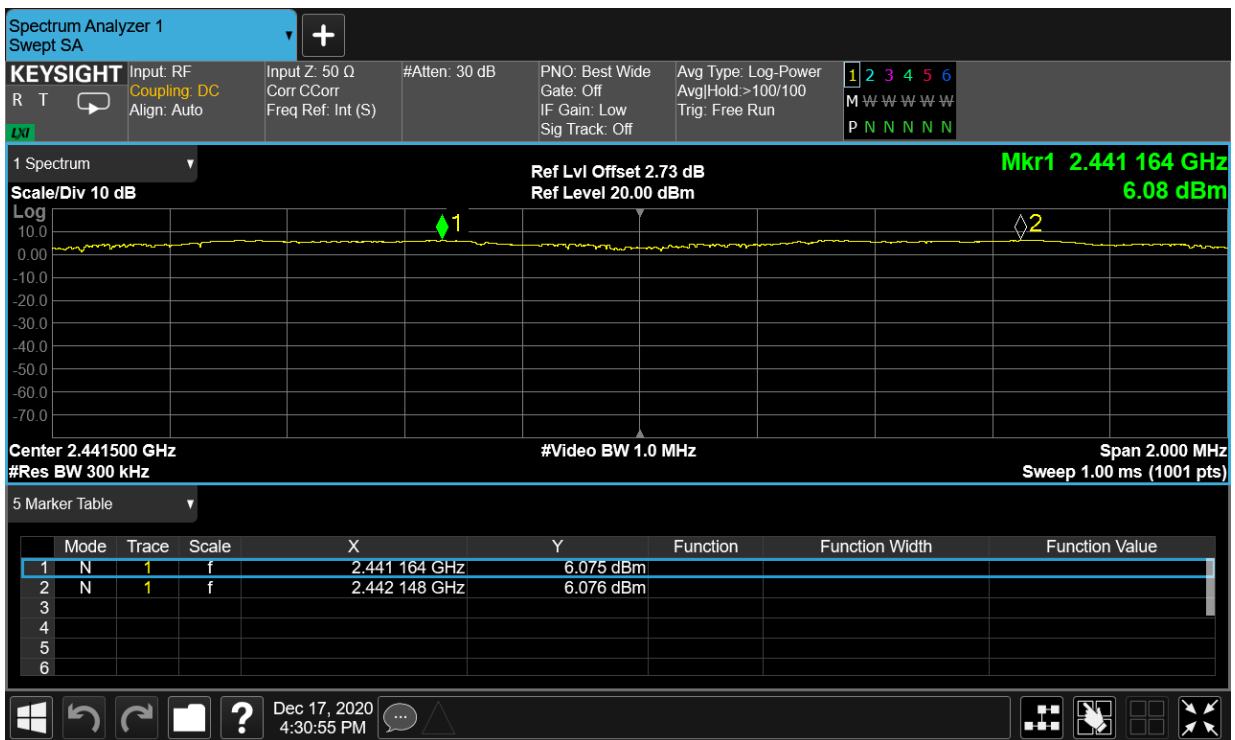 Spectrum Analyzer 1
Swept SA
KEYSIGHT
R T
LXI
Input: RF
Coupling: DC
Align: Auto
Input Z: 50 Ω
Corr CCorr
Freq Ref: Int (S)
#Atten: 30 dB
PNO: Best Wide
Gate: Off
IF Gain: Low
Sig Track: Off
Avg Type: Log-Power
Avg|Hold:>100/100
Trig: Free Run
1 2 3 4 5 6
M W W W W W
P N N N N N
1 Spectrum
Scale/Div 10 dB
Ref Lvl Offset 2.73 dB
Ref Level 20.00 dBm
Mkr1 2.441 164 GHz
6.08 dBm
Log
10.0
0.00
-10.0
-20.0
-30.0
-40.0
-50.0
-60.0
-70.0
1
2
Center 2.441500 GHz
#Res BW 300 kHz
#Video BW 1.0 MHz
Span 2.000 MHz
Sweep 1.00 ms (1001 pts)
5 Marker Table
Mode Trace Scale X Y Function Function Width Function Value
1 N 1 f 2.441 164 GHz 6.075 dBm
2 N 1 f 2.442 148 GHz 6.076 dBm
3
4
5
6
?
Dec 17, 2020
4:30:55 PM